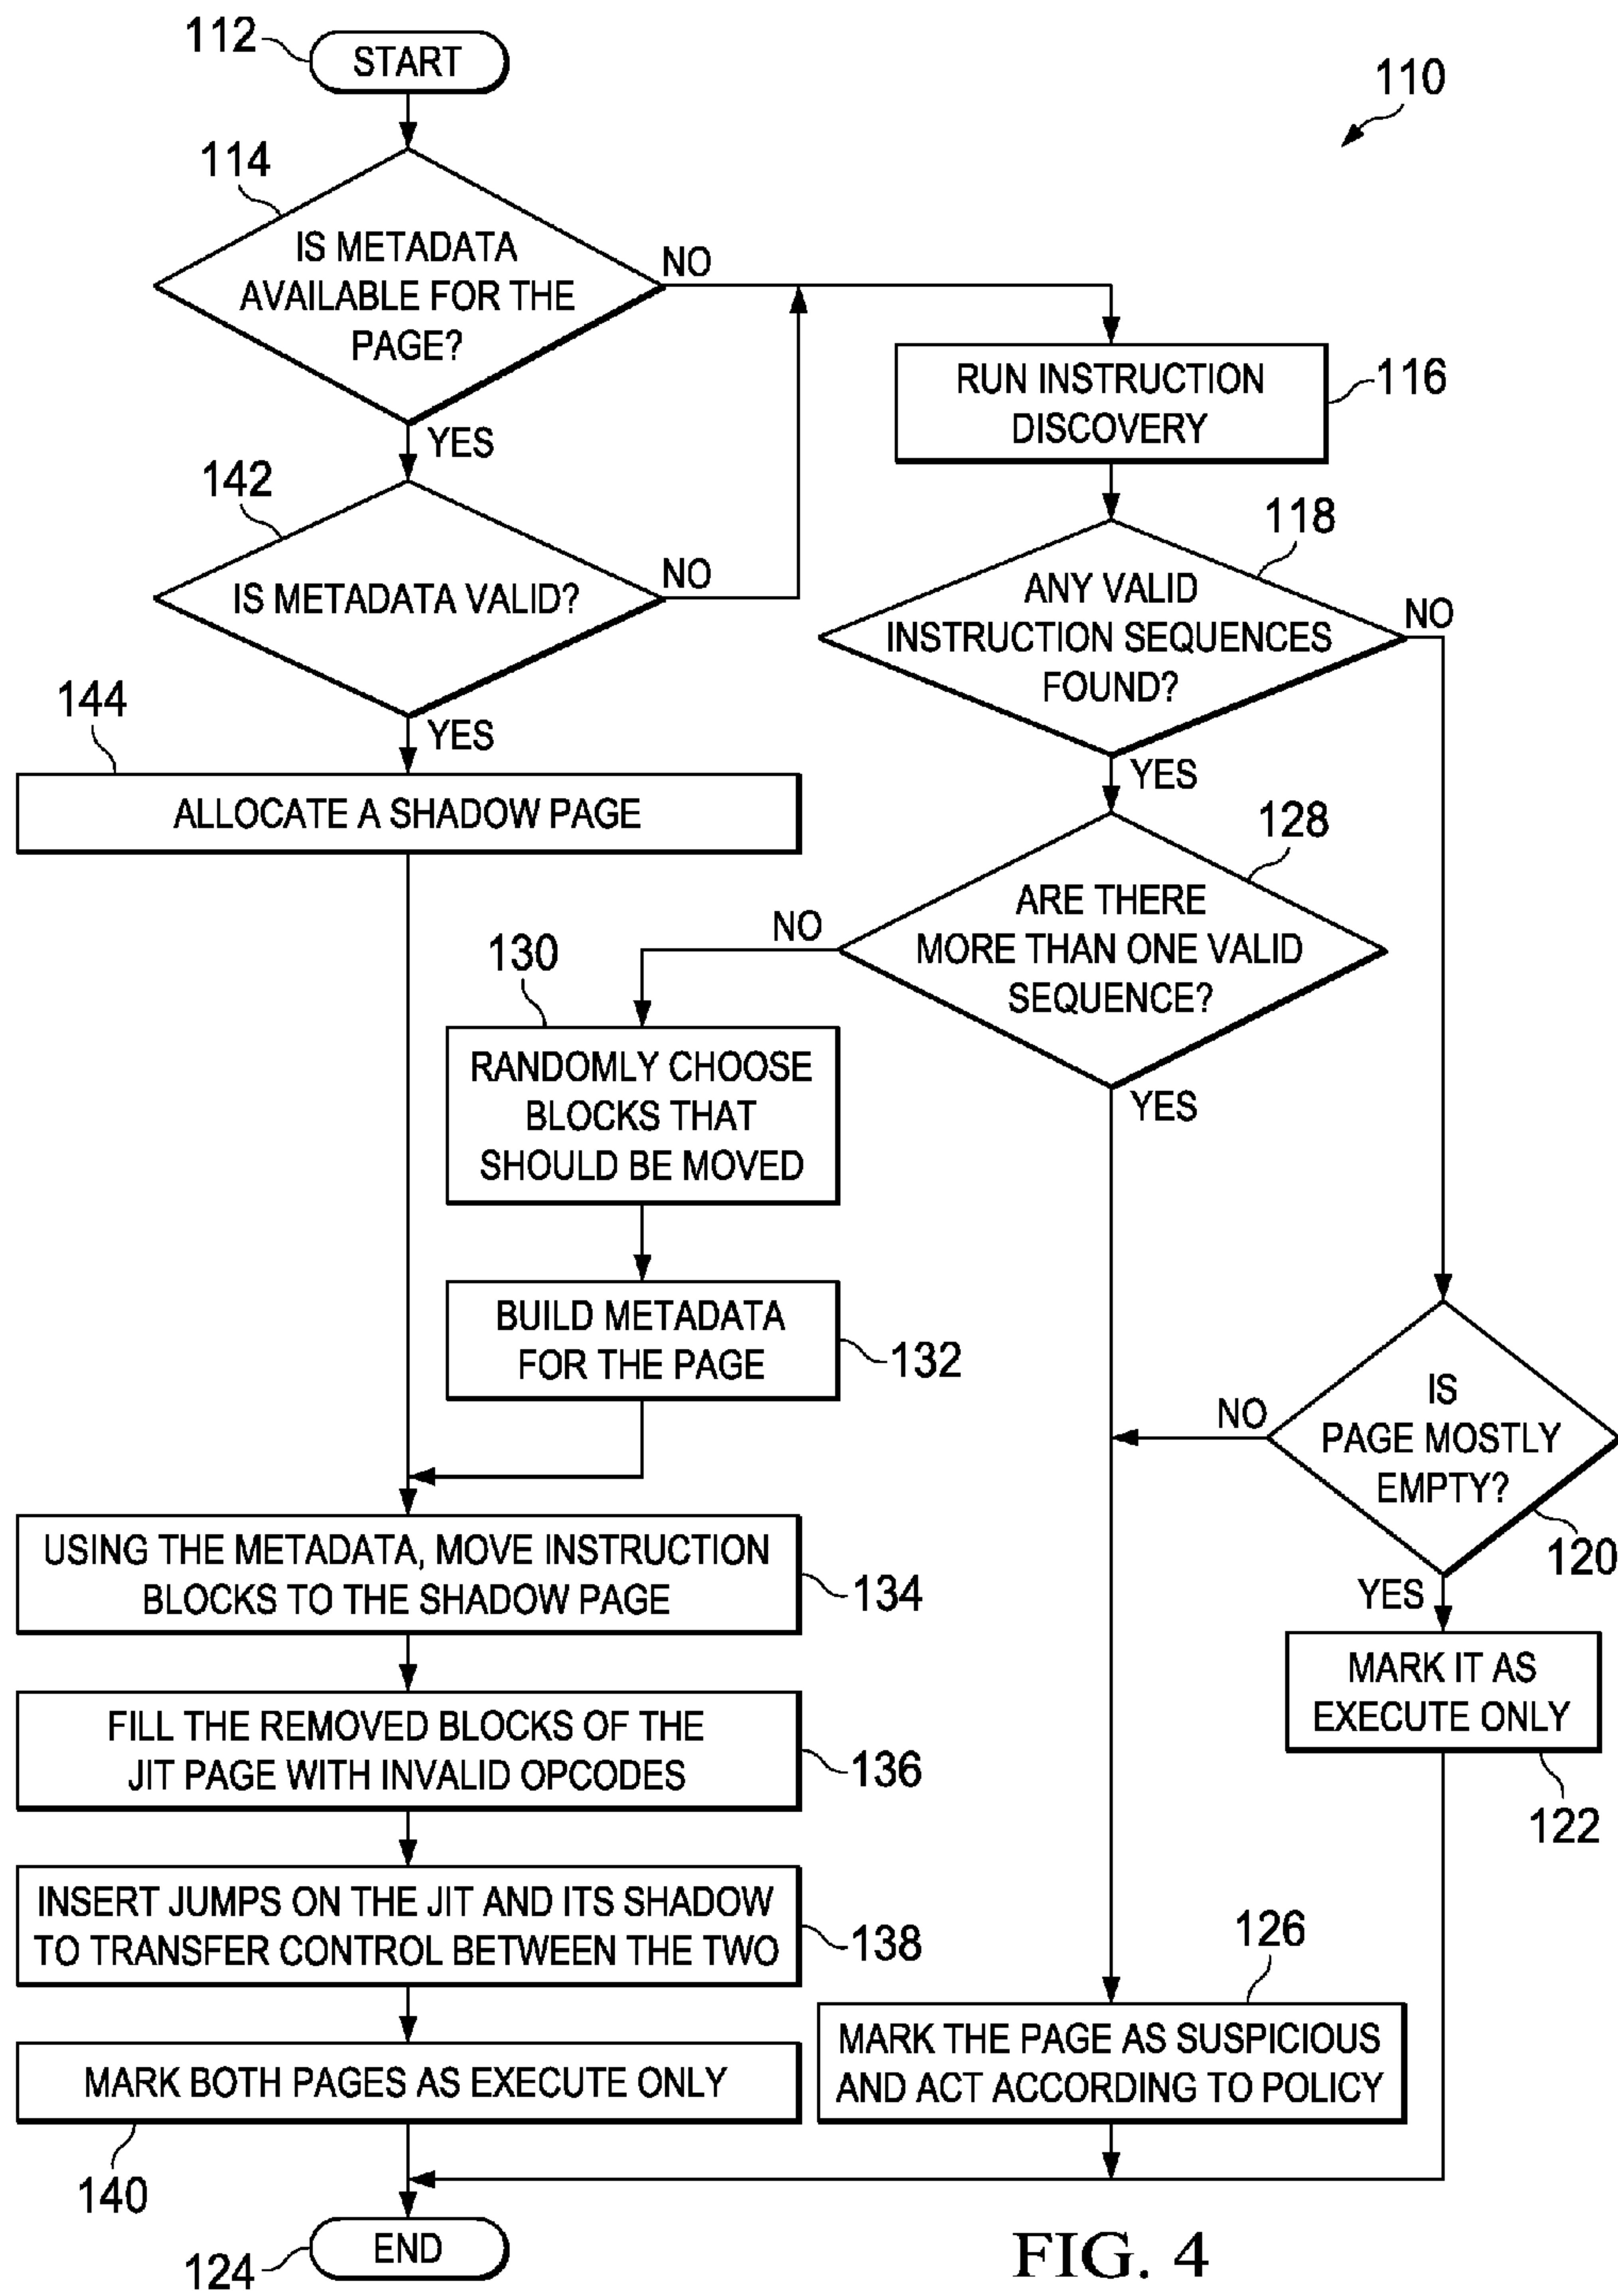 112
START
110
114
IS METADATA
AVAILABLE FOR THE
PAGE?
NO
YES
RUN INSTRUCTION
DISCOVERY
116
142
IS METADATA VALID?
NO
YES
118
ANY VALID
INSTRUCTION SEQUENCES
FOUND?
NO
YES
144
ALLOCATE A SHADOW PAGE
128
ARE THERE
MORE THAN ONE VALID
SEQUENCE?
NO
YES
130
RANDOMLY CHOOSE
BLOCKS THAT
SHOULD BE MOVED
BUILD METADATA
FOR THE PAGE
132
IS
PAGE MOSTLY
EMPTY?
NO
120
YES
USING THE METADATA, MOVE INSTRUCTION
BLOCKS TO THE SHADOW PAGE
134
MARK IT AS
EXECUTE ONLY
122
FILL THE REMOVED BLOCKS OF THE
JIT PAGE WITH INVALID OPCODES
136
INSERT JUMPS ON THE JIT AND ITS SHADOW
TO TRANSFER CONTROL BETWEEN THE TWO
138
126
MARK THE PAGE AS SUSPICIOUS
AND ACT ACCORDING TO POLICY
MARK BOTH PAGES AS EXECUTE ONLY
140
END
124
FIG. 4